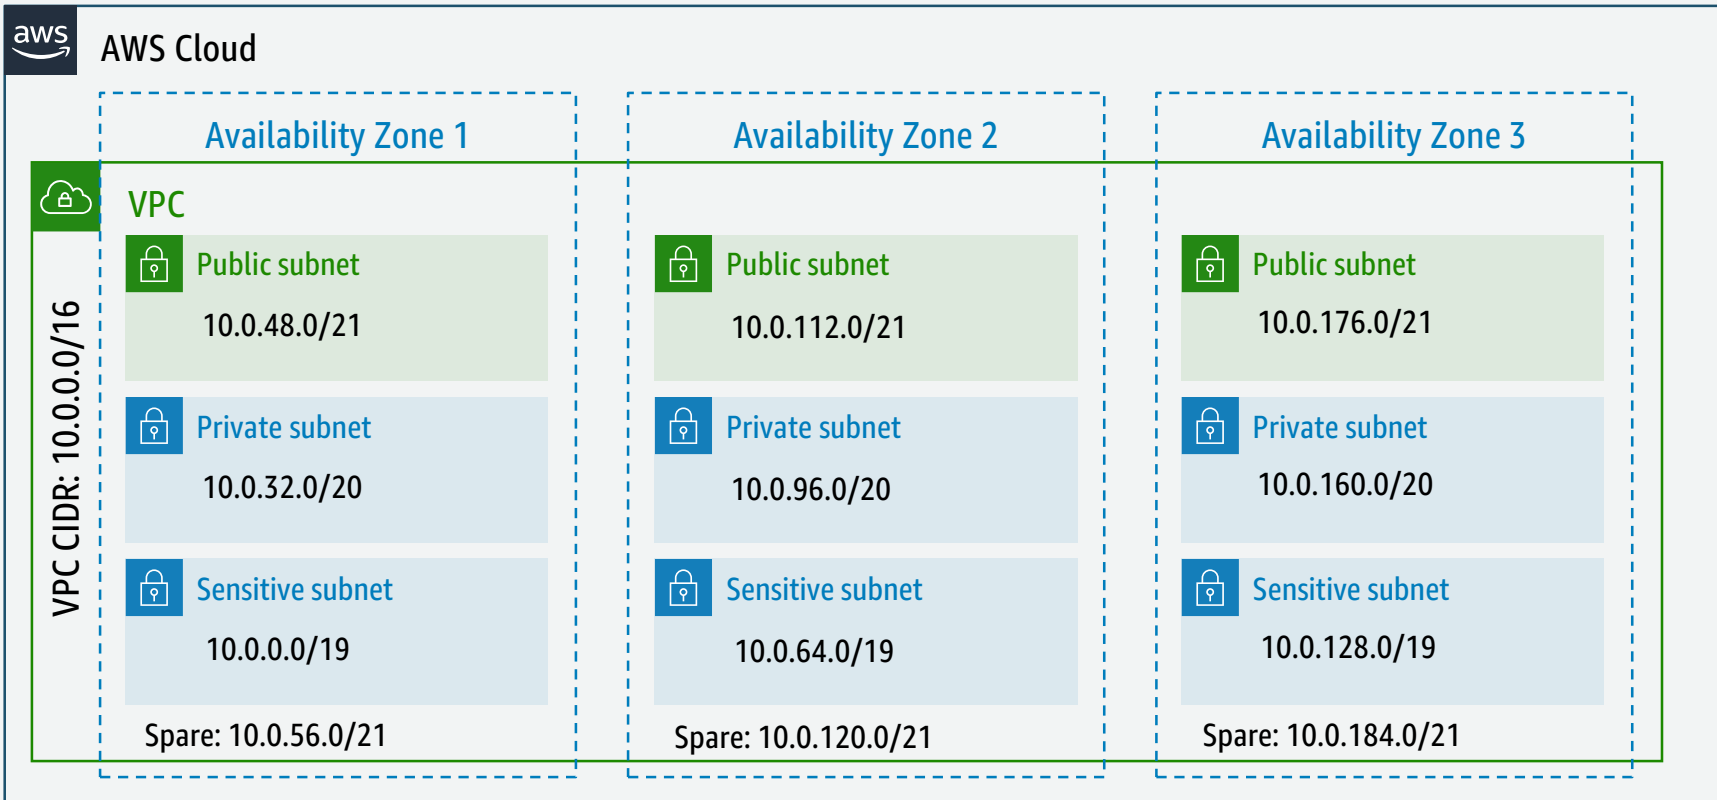 aws
AWS Cloud
Availability Zone 1
Availability Zone 2
Availability Zone 3
VPC CIDR: 10.0.0.0/16
VPC
Public subnet
10.0.48.0/21
Private subnet
10.0.32.0/20
Sensitive subnet
10.0.0.0/19
Spare: 10.0.56.0/21
Public subnet
10.0.112.0/21
Private subnet
10.0.96.0/20
Sensitive subnet
10.0.64.0/19
Spare: 10.0.120.0/21
Public subnet
10.0.176.0/21
Private subnet
10.0.160.0/20
Sensitive subnet
10.0.128.0/19
Spare: 10.0.184.0/21